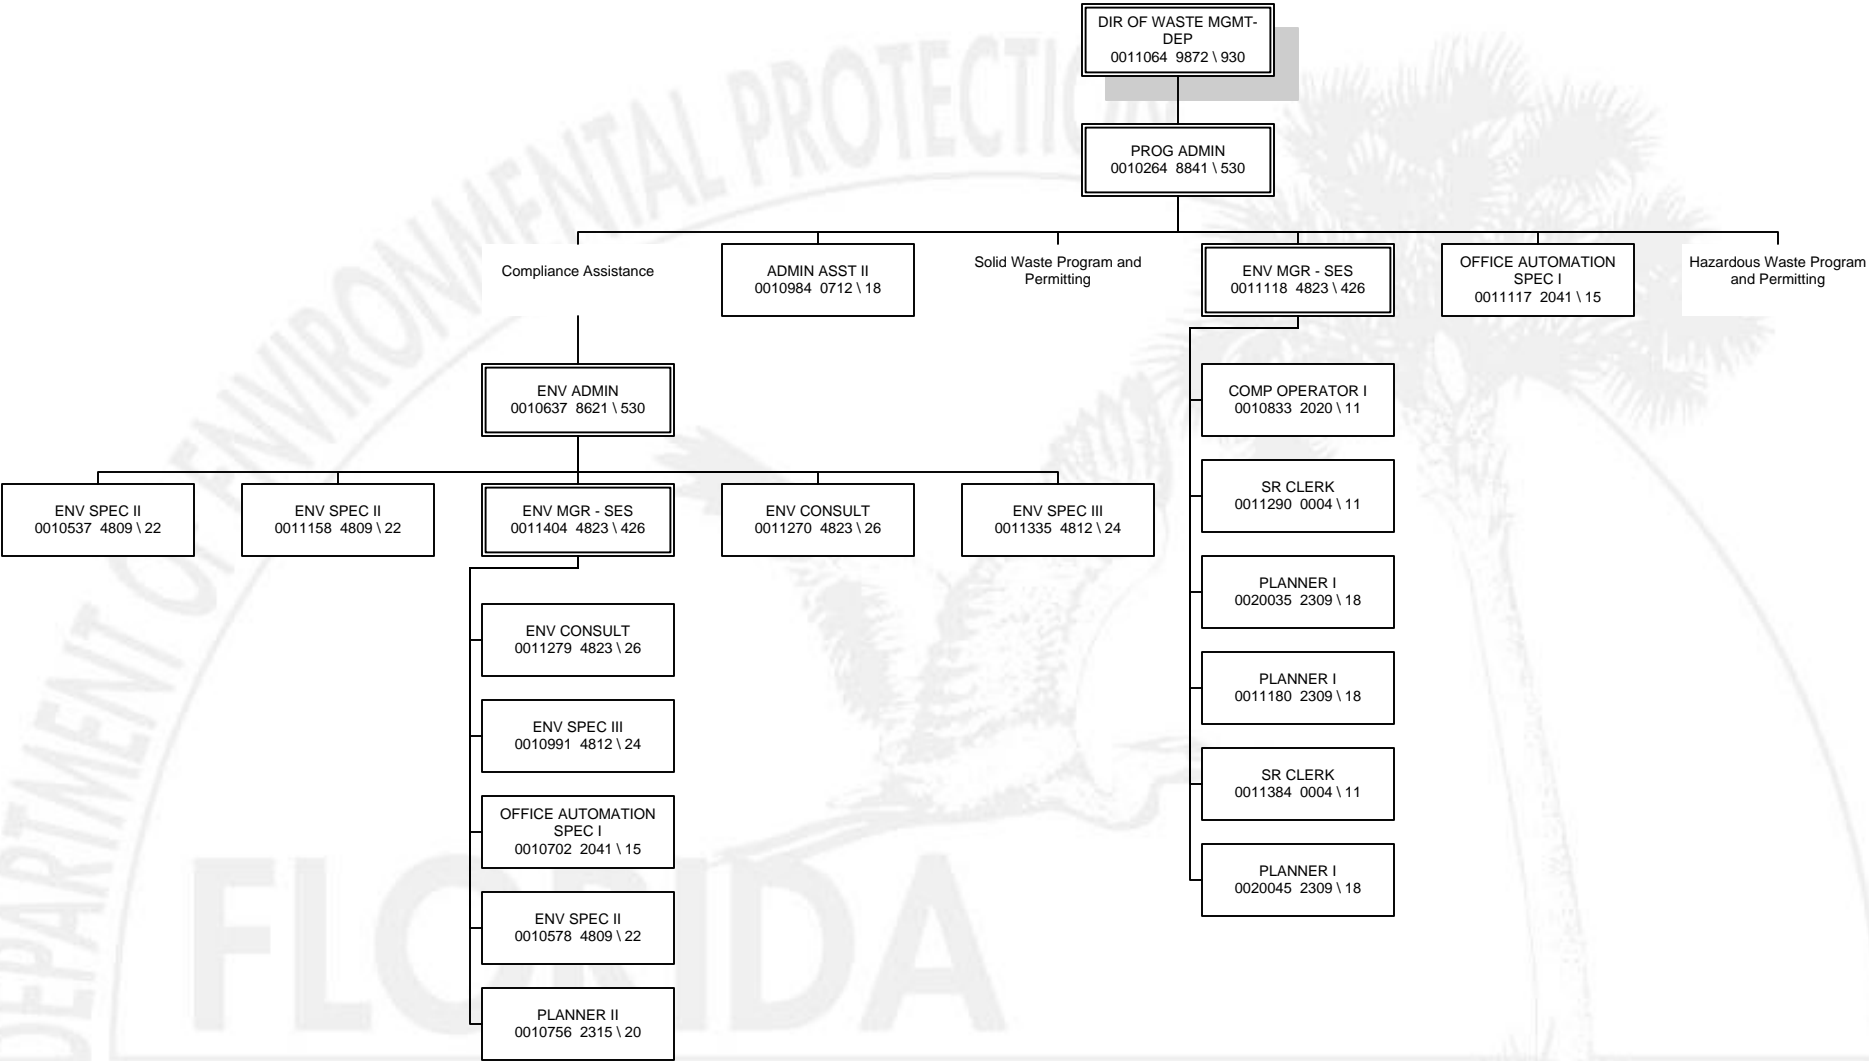 DIR OF WASTE MGMT-
DEP
0011064 9872 \ 930
PROG ADMIN
0010264 8841 \ 530
Compliance Assistance
ADMIN ASST II
0010984 0712 \ 18
Solid Waste Program and
Permitting
ENV MGR - SES
0011118 4823 \ 426
OFFICE AUTOMATION
SPEC I
0011117 2041 \ 15
Hazardous Waste Program
and Permitting
ENV ADMIN
0010637 8621 \ 530
ENV SPEC II
0010537 4809 \ 22
ENV SPEC II
0011158 4809 \ 22
ENV MGR - SES
0011404 4823 \ 426
ENV CONSULT
0011270 4823 \ 26
ENV SPEC III
0011335 4812 \ 24
ENV CONSULT
0011279 4823 \ 26
ENV SPEC III
0010991 4812 \ 24
OFFICE AUTOMATION
SPEC I
0010702 2041 \ 15
ENV SPEC II
0010578 4809 \ 22
PLANNER II
0010756 2315 \ 20
COMP OPERATOR I
0010833 2020 \ 11
SR CLERK
0011290 0004 \ 11
PLANNER I
0020035 2309 \ 18
PLANNER I
0011180 2309 \ 18
SR CLERK
0011384 0004 \ 11
PLANNER I
0020045 2309 \ 18
DEPARTMENT OF ENVIRONMENTAL PROTECTION
FLORIDA